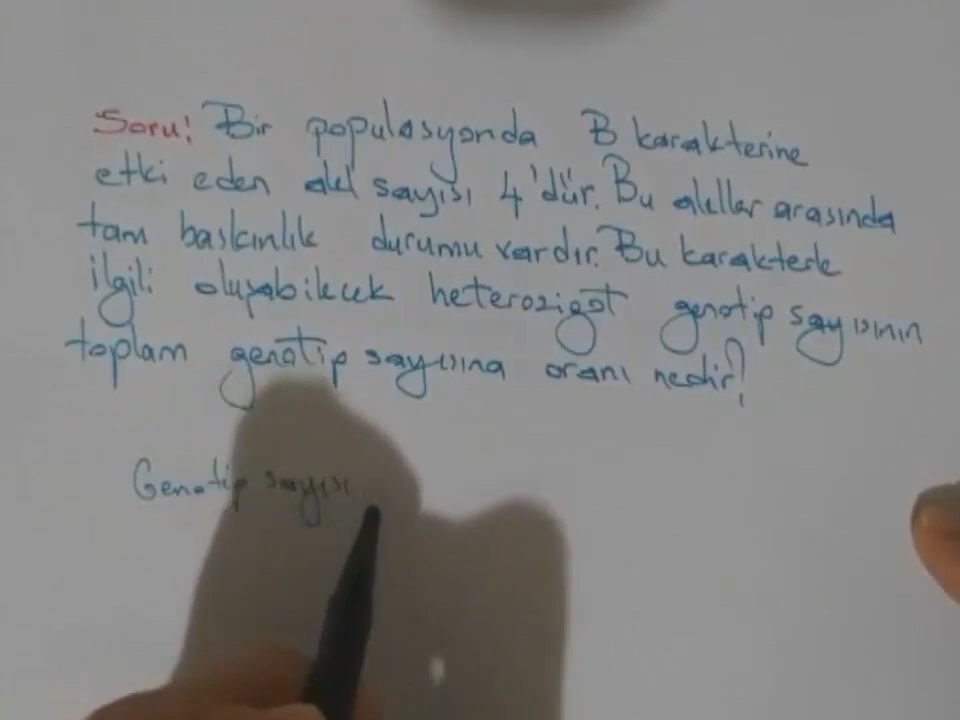 Soru! Bir populasyonda B karakterine
etki eden alel sayısı 4'dür. Bu aleller arasında
tam baskınlık durumu vardır. Bu karakterle
ilgili oluşabilecek heterozigot genotip sayısının
toplam genotip sayısına oranı nedir?
Genotip sayısı